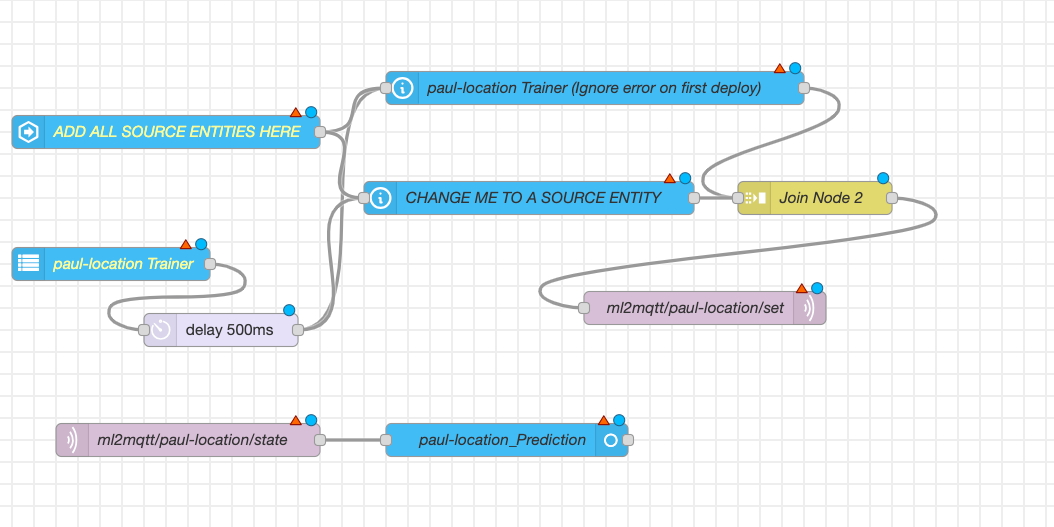 paul-location Trainer (Ignore error on first deploy)
ADD ALL SOURCE ENTITIES HERE
CHANGE ME TO A SOURCE ENTITY
Join Node 2
paul-location Trainer
ml2mqtt/paul-location/set
delay 500ms
ml2mqtt/paul-location/state
paul-location_Prediction